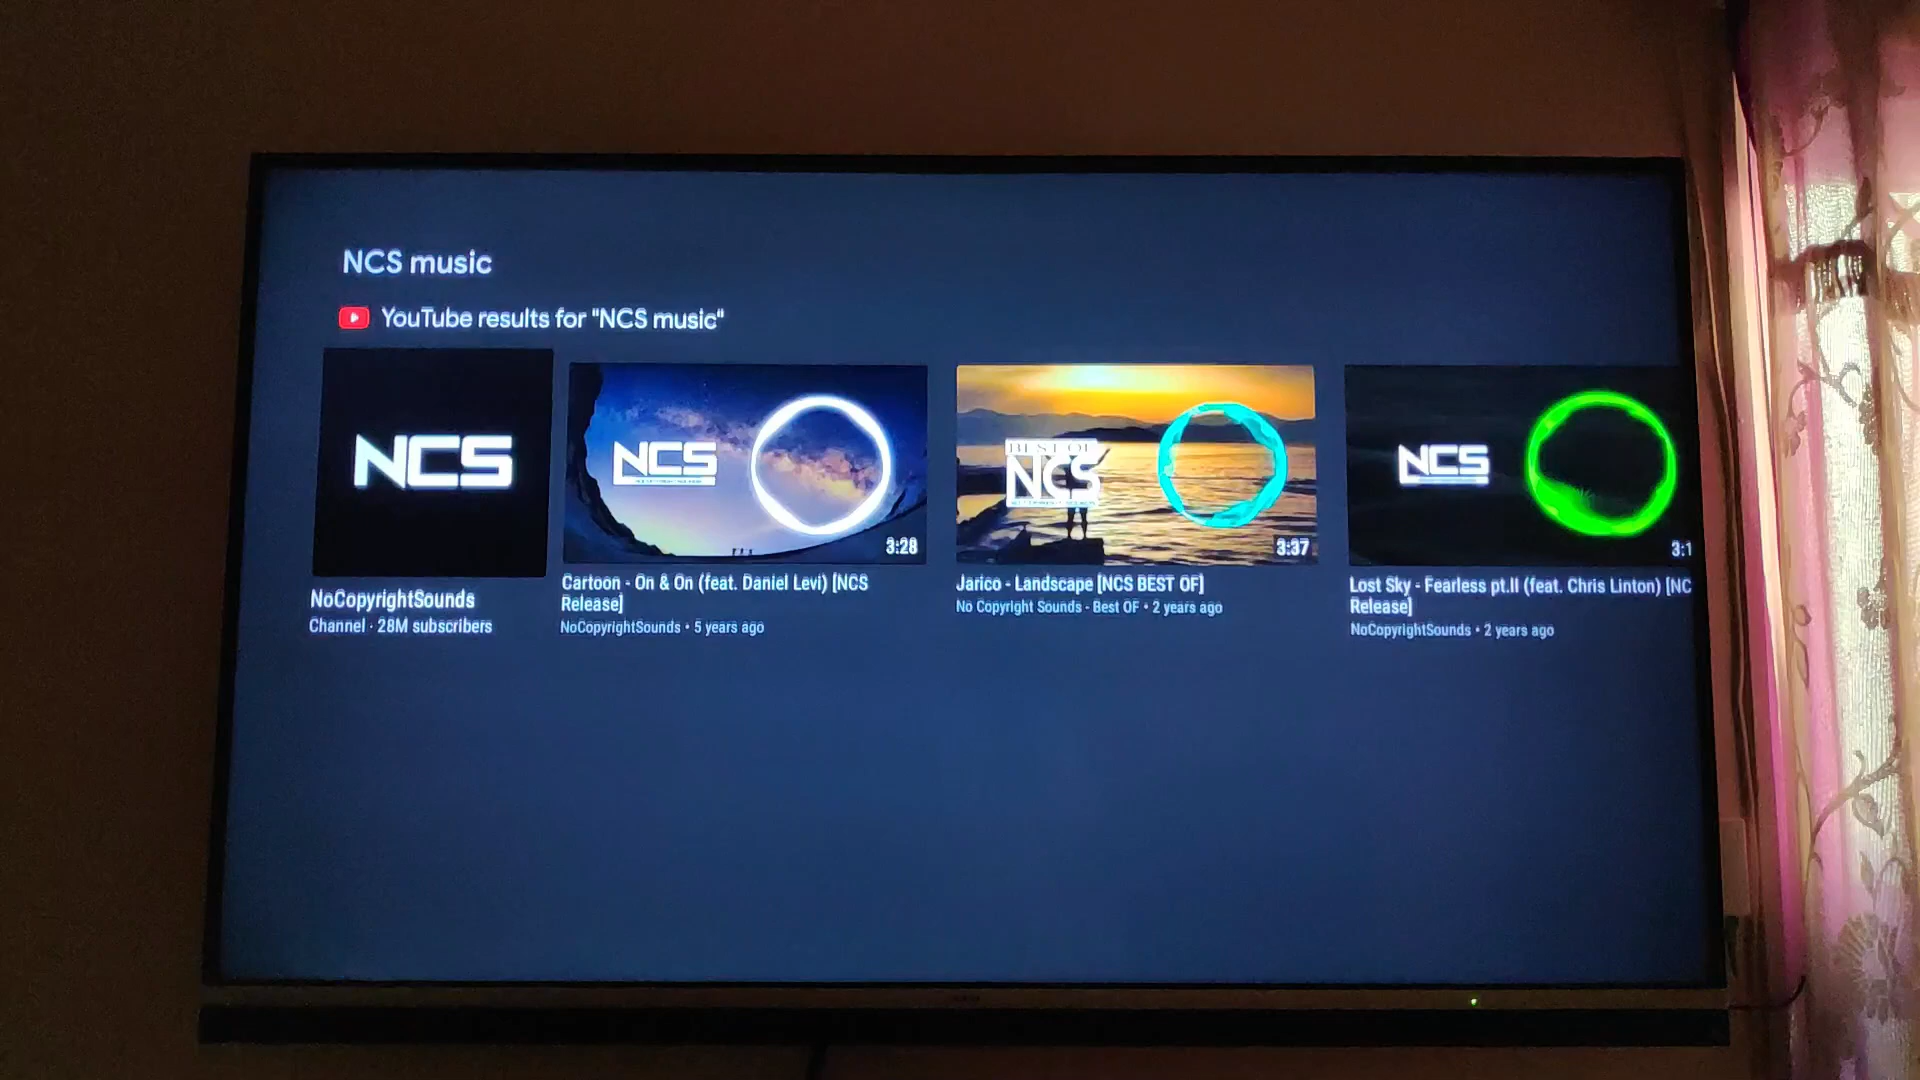 NCS music
YouTube results for "NCS music"
NCS
NCS
3:28
BEST OF
NCS
3:37
NCS
3:1
NoCopyrightSounds
Channel · 28M subscribers
Cartoon - On & On (feat. Daniel Levi) [NCS
Release]
NoCopyrightSounds • 5 years ago
Jarico - Landscape [NCS BEST OF]
No Copyright Sounds - Best OF • 2 years ago
Lost Sky - Fearless pt.II (feat. Chris Linton) [NC
Release]
NoCopyrightSounds • 2 years ago